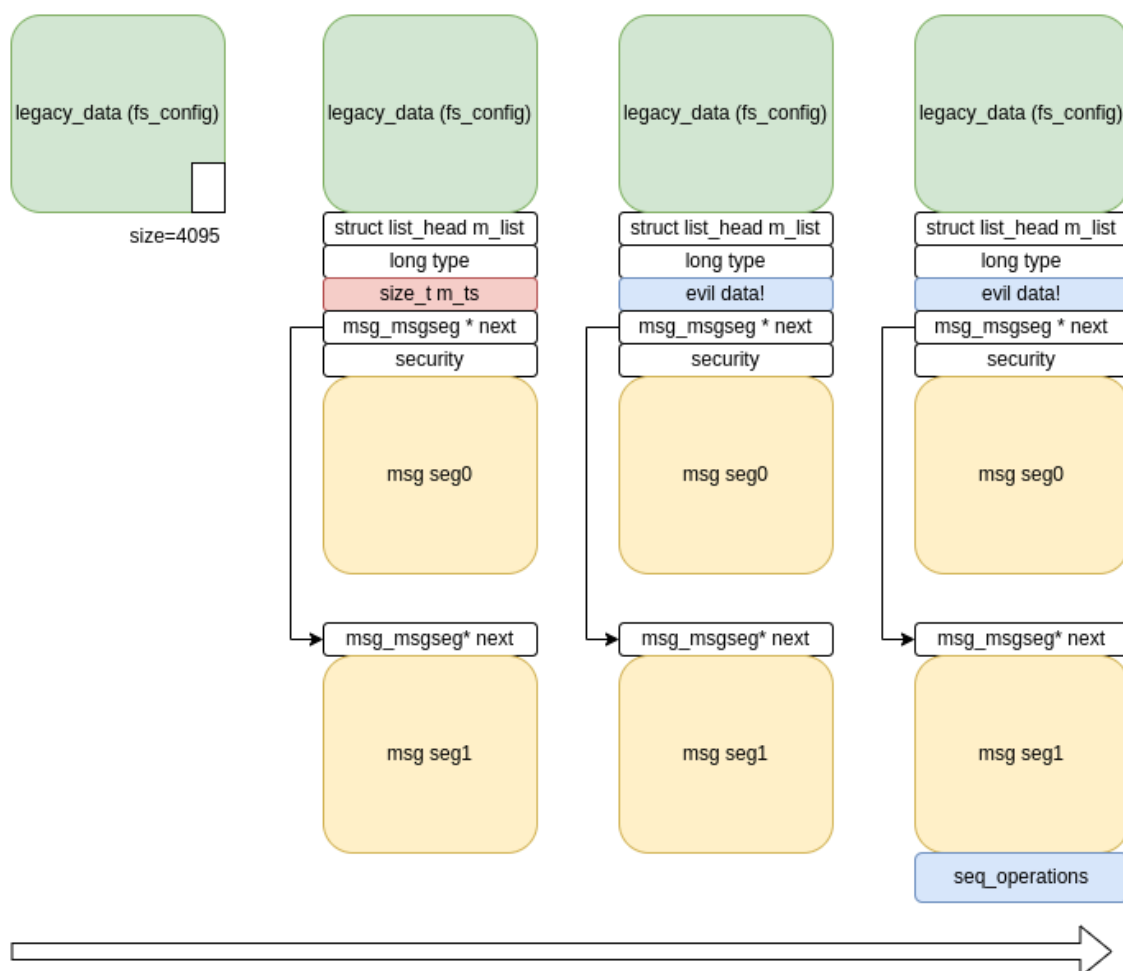 legacy_data (fs_config)
size=4095
legacy_data (fs_config)
struct list_head m_list
long type
size_t m_ts
msg_msgseg * next
security
msg seg0
msg_msgseg* next
msg seg1
legacy_data (fs_config)
struct list_head m_list
long type
evil data!
msg_msgseg * next
security
msg seg0
msg_msgseg* next
msg seg1
legacy_data (fs_config)
struct list_head m_list
long type
evil data!
msg_msgseg * next
security
msg seg0
msg_msgseg* next
msg seg1
seq_operations